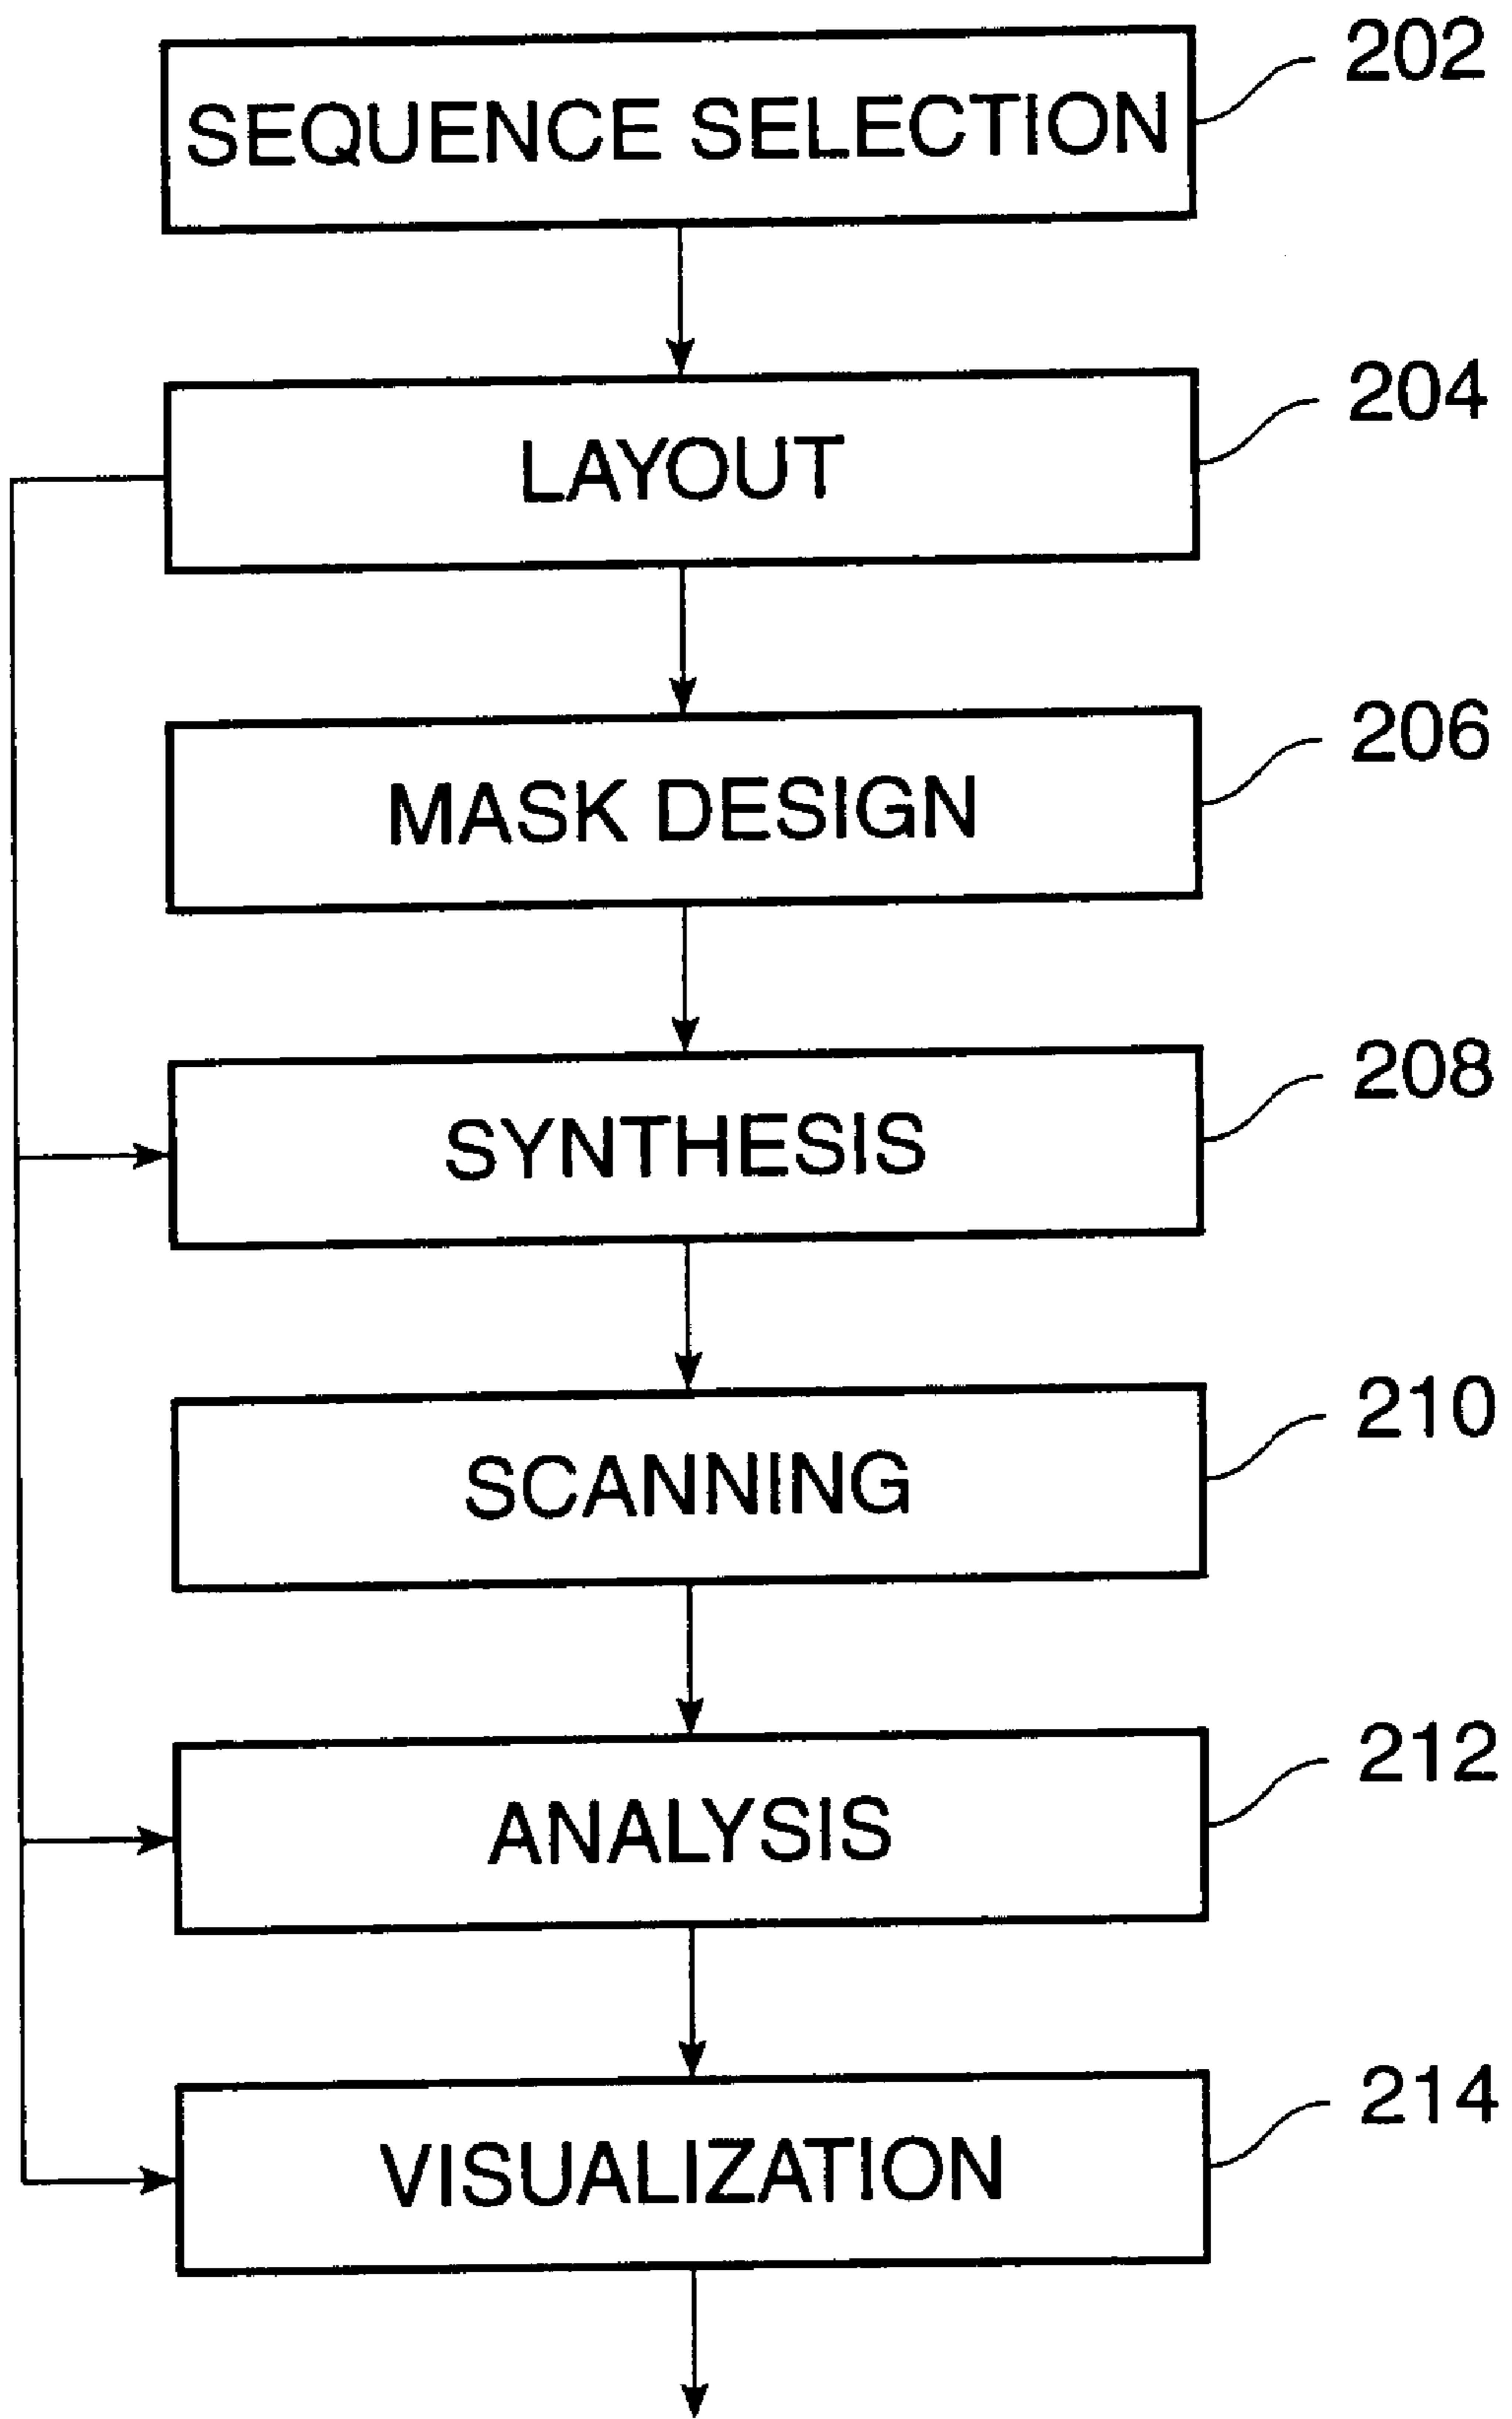 202
SEQUENCE SELECTION
204
LAYOUT
206
MASK DESIGN
208
SYNTHESIS
210
SCANNING
212
ANALYSIS
214
VISUALIZATION